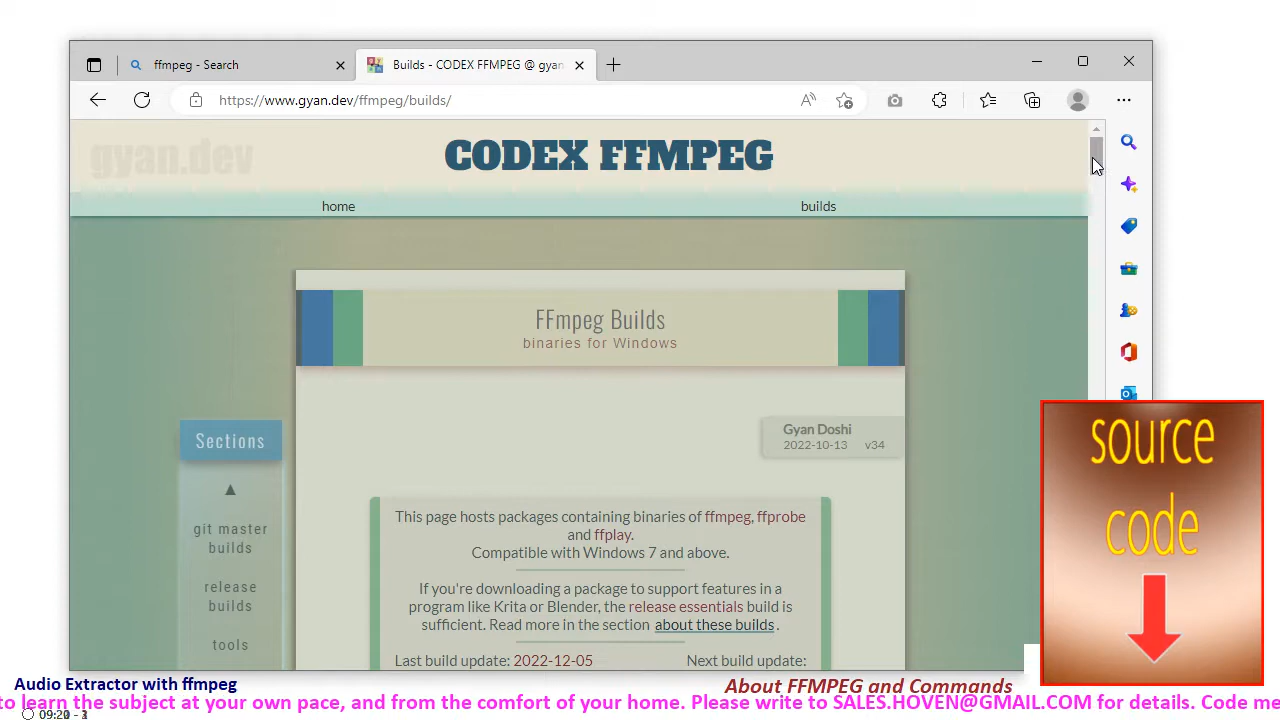 ffmpeg - Search
Builds - CODEX FFMPEG @ gyan
https://www.gyan.dev/ffmpeg/builds/
gyan.dev
CODEX FFMPEG
home
builds
FFmpeg Builds
binaries for Windows
Gyan Doshi
2022-10-13 v34
Sections
▲
git master
builds
release
builds
tools
This page hosts packages containing binaries of ffmpeg, ffprobe
and ffplay.
Compatible with Windows 7 and above.
If you're downloading a package to support features in a
program like Krita or Blender, the release essentials build is
sufficient. Read more in the section about these builds.
Last build update: 2022-12-05
Next build update:
source
code
Audio Extractor with ffmpeg
About FFMPEG and Commands
to learn the subject at your own pace, and from the comfort of your home. Please write to SALES.HOVEN@GMAIL.COM for details. Code me